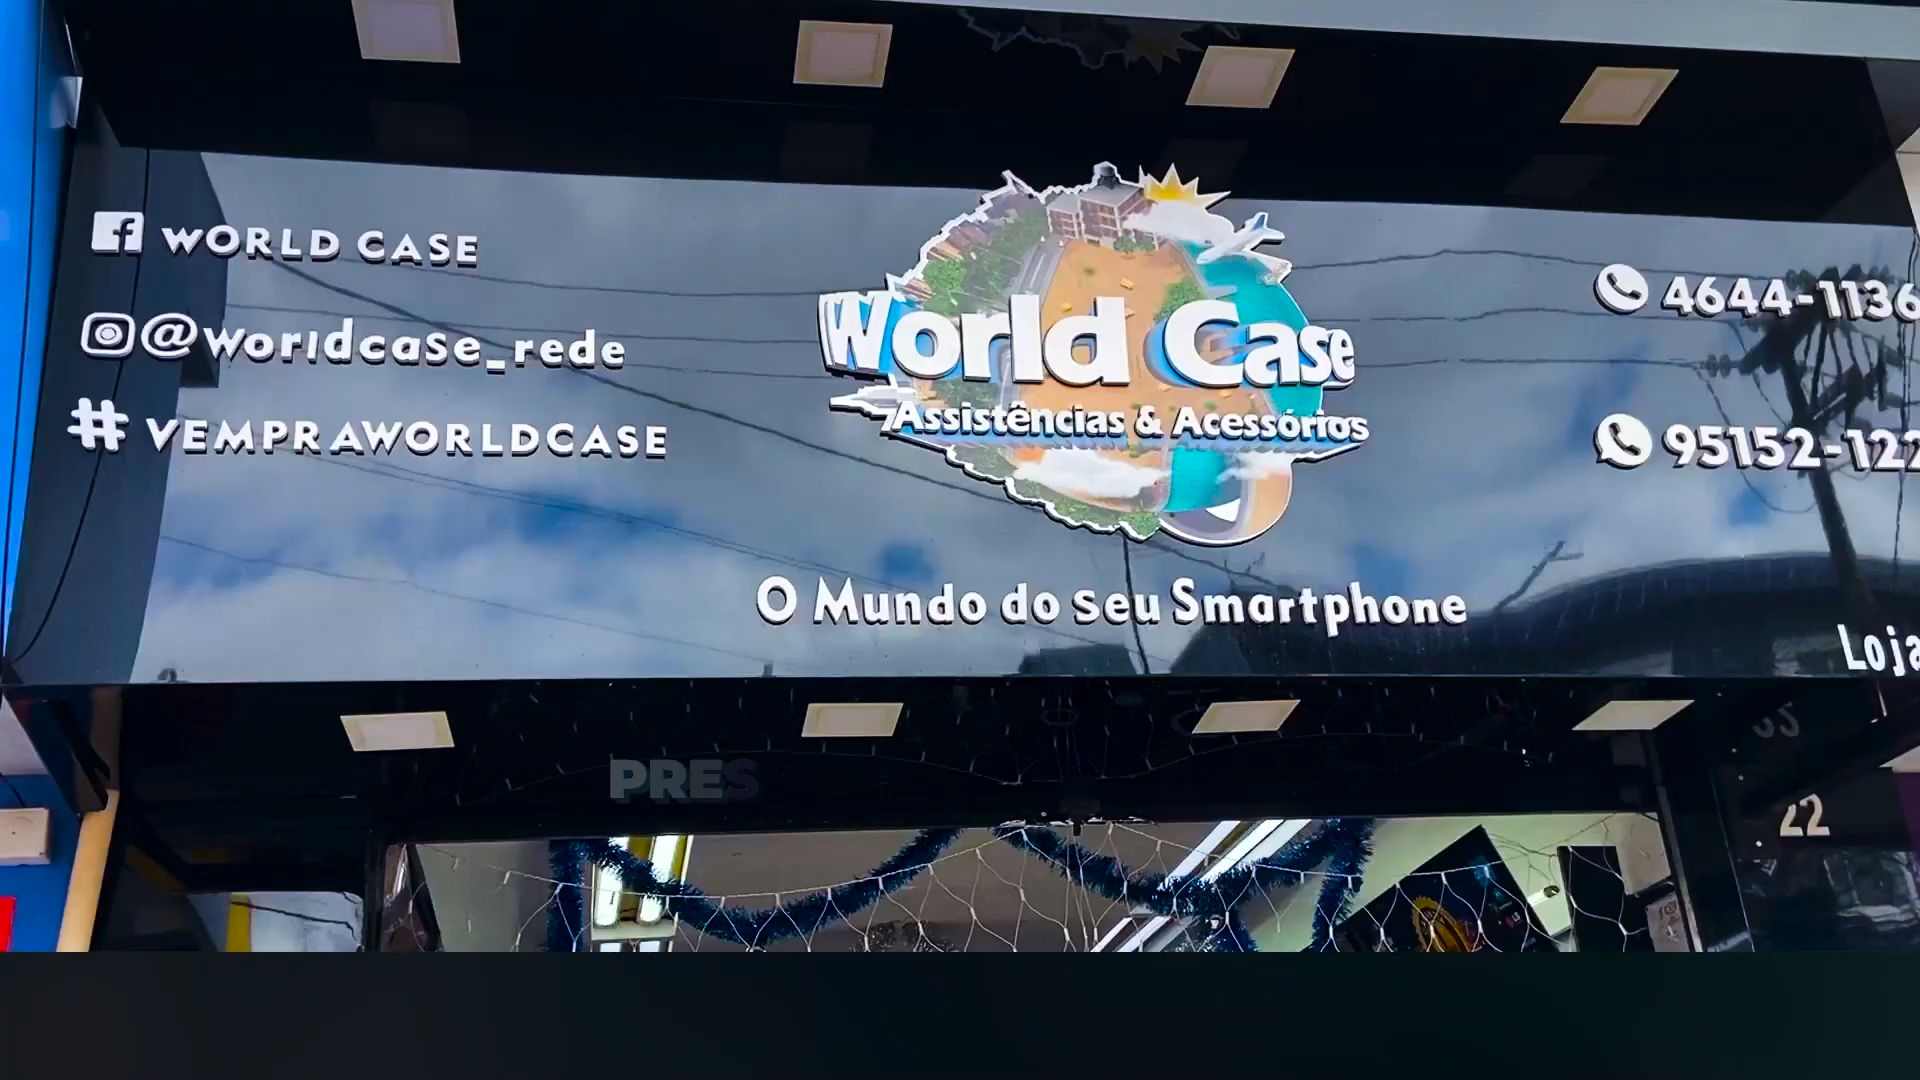 WORLD CASE
@worldcase_rede
# VEMPRAWORLDCASE
World Case
Assistências & Acessórios
O Mundo do seu Smartphone
4644-1136
95152-122
Loja
PRES
22